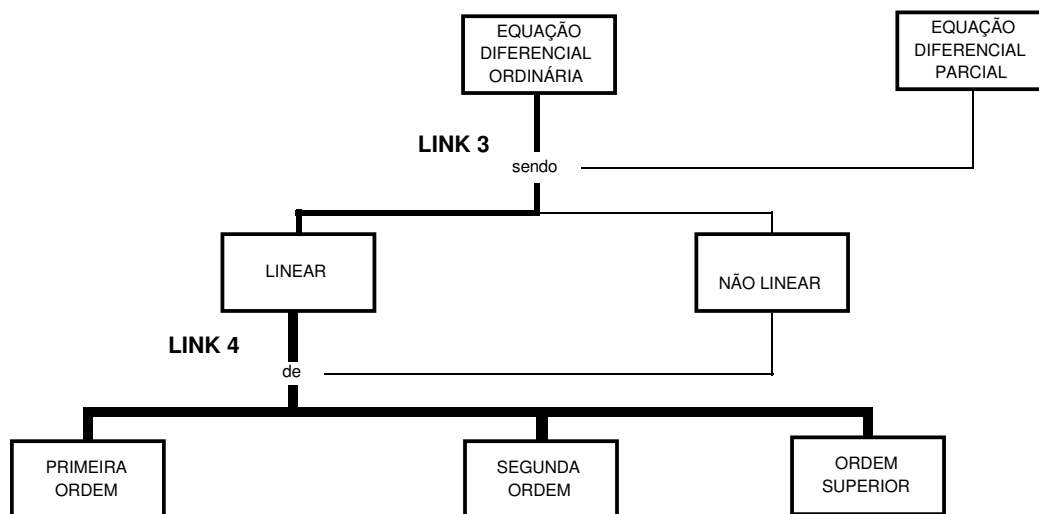 EQUAÇÃO
DIFERENCIAL
ORDINÁRIA
EQUAÇÃO
DIFERENCIAL
PARCIAL
LINK 3
sendo
LINEAR
NÃO LINEAR
LINK 4
de
PRIMEIRA
ORDEM
SEGUNDA
ORDEM
ORDEM
SUPERIOR